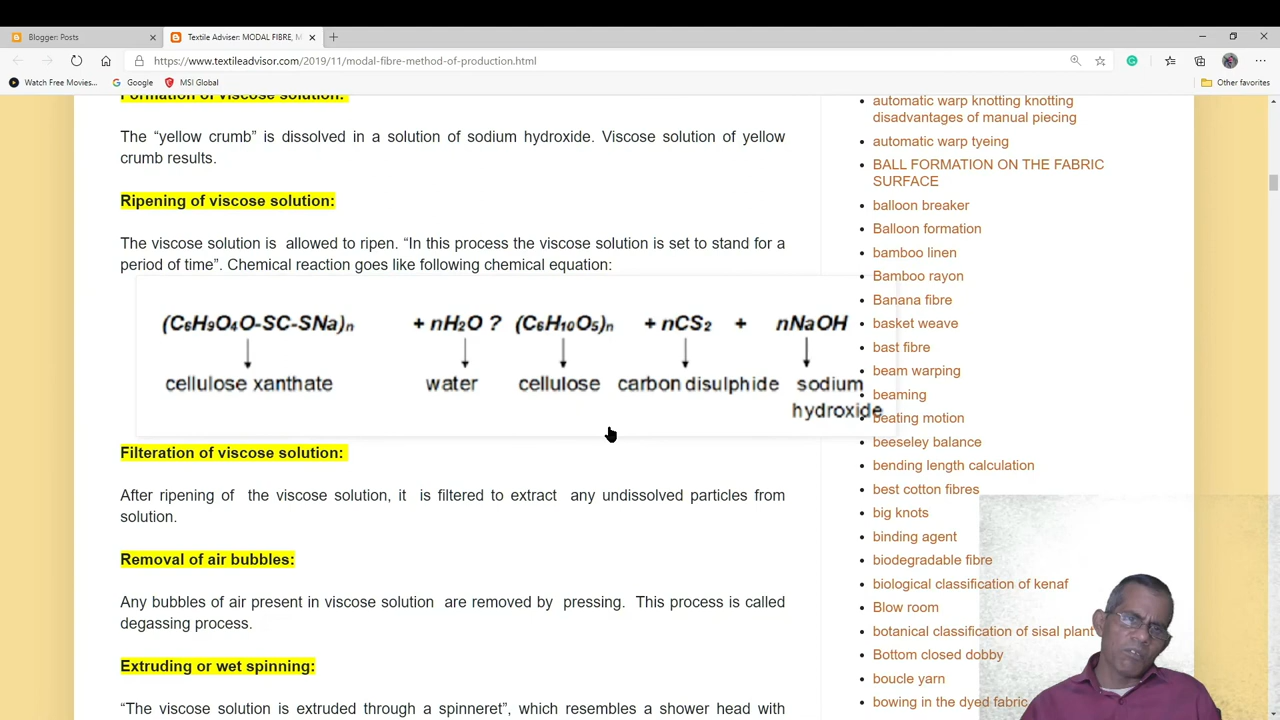 Blogger: Posts
Textile Adviser: MODAL FIBRE, M
https://www.textileadvisor.com/2019/11/modal-fibre-method-of-production.html
Watch Free Movies...
Google
MSI Global
Other favorites
Formation of viscose solution:
The “yellow crumb” is dissolved in a solution of sodium hydroxide. Viscose solution of yellow
crumb results.
Ripening of viscose solution:
The viscose solution is allowed to ripen. “In this process the viscose solution is set to stand for a
period of time”. Chemical reaction goes like following chemical equation:
(C₆H₉O₄O-SC-SNa)n + nH₂O ? (C₆H₁₀O₅)n + nCS₂ + nNaOH
cellulose xanthate water cellulose carbon disulphide sodium
hydroxide
Filteration of viscose solution:
After ripening of the viscose solution, it is filtered to extract any undissolved particles from
solution.
Removal of air bubbles:
Any bubbles of air present in viscose solution are removed by pressing. This process is called
degassing process.
Extruding or wet spinning:
“The viscose solution is extruded through a spinneret”, which resembles a shower head with
automatic warp knotting knotting
disadvantages of manual piecing
automatic warp tyeing
BALL FORMATION ON THE FABRIC
SURFACE
balloon breaker
Balloon formation
bamboo linen
Bamboo rayon
Banana fibre
basket weave
bast fibre
beam warping
beaming
beating motion
beeseley balance
bending length calculation
best cotton fibres
big knots
binding agent
biodegradable fibre
biological classification of kenaf
Blow room
botanical classification of sisal plant
Bottom closed dobby
boucle yarn
bowing in the dyed fabric